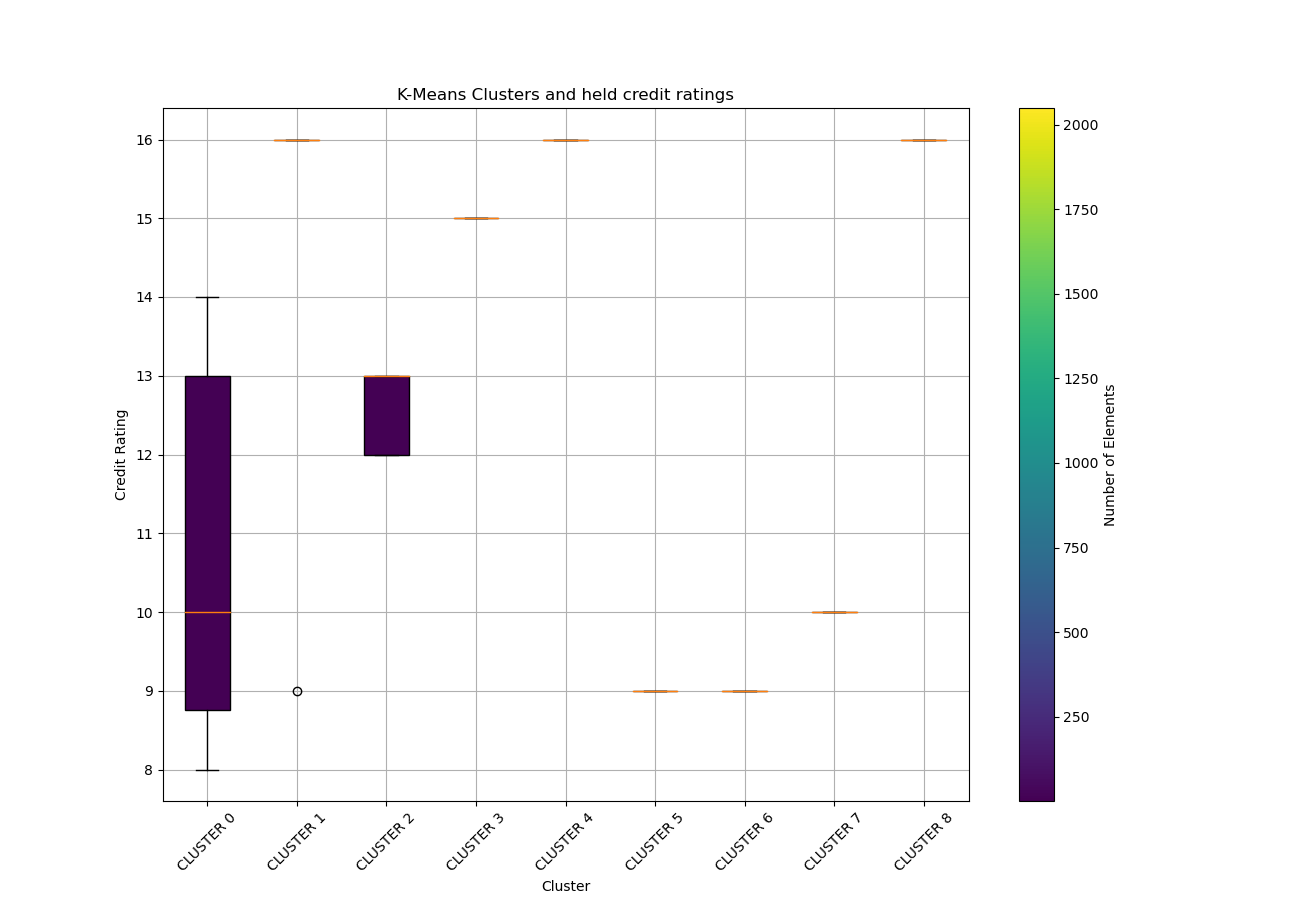 K-Means Clusters and held credit ratings
16
15
14
13
12
11
10
9
8
Credit Rating
CLUSTER 0
CLUSTER 1
CLUSTER 2
CLUSTER 3
CLUSTER 4
CLUSTER 5
CLUSTER 6
CLUSTER 7
CLUSTER 8
Cluster
2000
1750
1500
1250
1000
750
500
250
Number of Elements